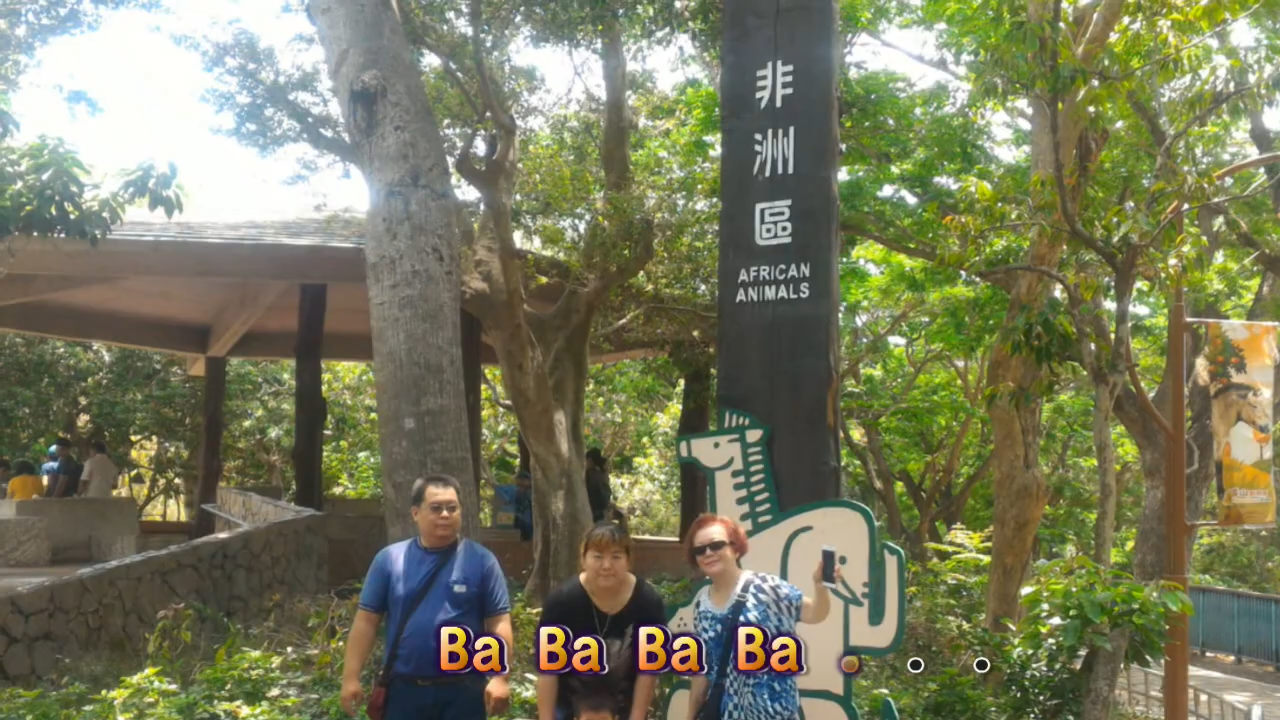 非洲區
AFRICAN
ANIMALS
Ba Ba Ba Ba . . .